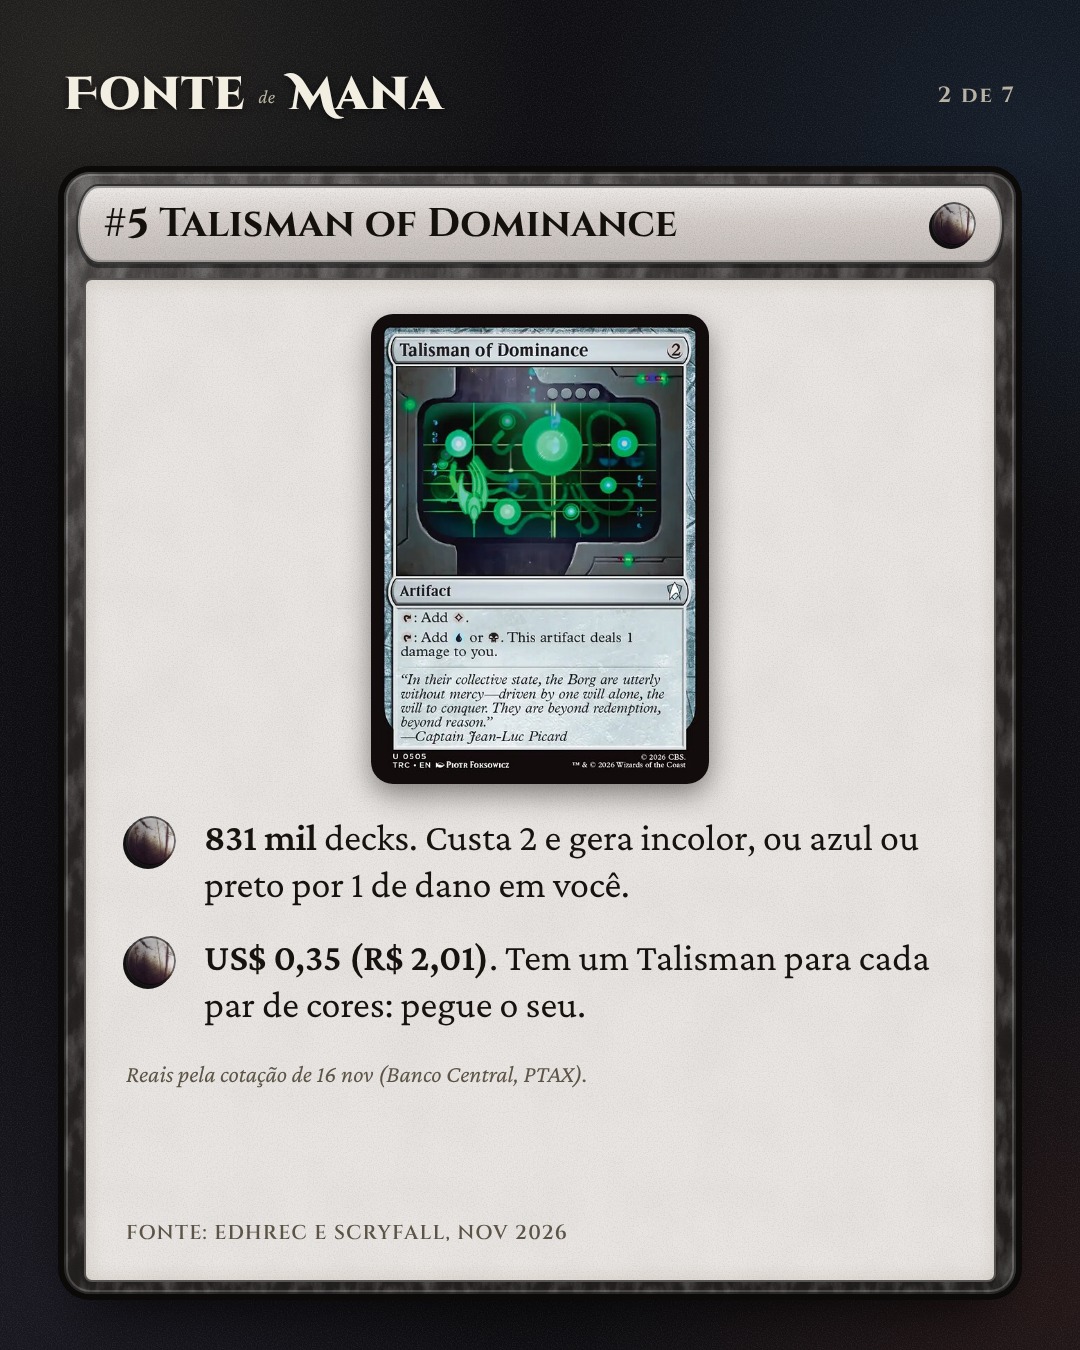 FONTE de MANA
2 DE 7
#5 TALISMAN OF DOMINANCE
Talisman of Dominance 2
Artifact
: Add .
: Add or . This artifact deals 1
damage to you.
“In their collective state, the Borg are utterly
without mercy—driven by one will alone, the
will to conquer. They are beyond redemption,
beyond reason.”
—Captain Jean-Luc Picard
U 0505
TRC • EN Piotr Foksowicz
© 2026 CBS.
™ & © 2026 Wizards of the Coast
831 mil decks. Custa 2 e gera incolor, ou azul ou
preto por 1 de dano em você.
US$ 0,35 (R$ 2,01). Tem um Talisman para cada
par de cores: pegue o seu.
Reais pela cotação de 16 nov (Banco Central, PTAX).
FONTE: EDHREC E SCRYFALL, NOV 2026